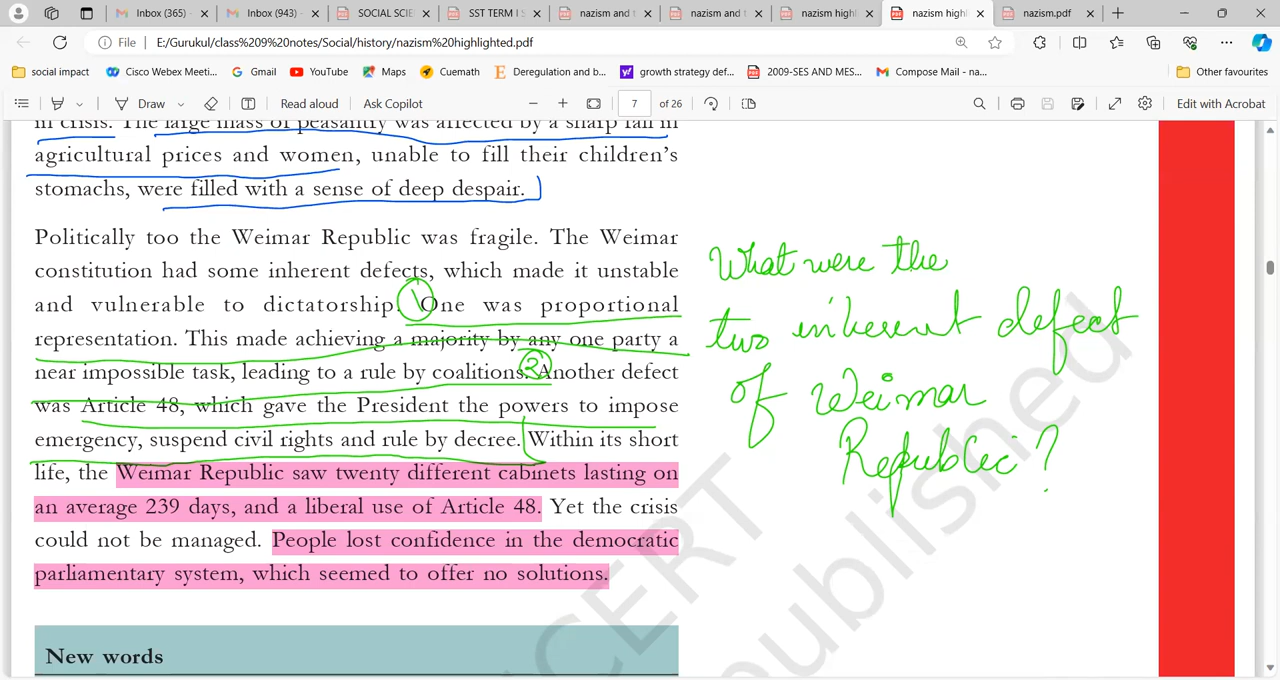 Inbox (365)
Inbox (943)
SOCIAL SCIE
SST TERM I S
nazism and t
nazism and t
nazism highl
nazism highl
nazism.pdf
File
E:/Gurukul/class%209%20notes/Social/history/nazism%20highlighted.pdf
social impact
Cisco Webex Meeti...
Gmail
YouTube
Maps
Cuemath
Deregulation and b...
growth strategy def...
2009-SES AND MES...
Compose Mail - na...
Other favourites
Draw
Read aloud
Ask Copilot
7 of 26
Edit with Acrobat
in crisis. The large mass of peasantry was affected by a sharp fall in
agricultural prices and women, unable to fill their children's
stomachs, were filled with a sense of deep despair.
Politically too the Weimar Republic was fragile. The Weimar
constitution had some inherent defects, which made it unstable
and vulnerable to dictatorship. 1 One was proportional
representation. This made achieving a majority by any one party a
near impossible task, leading to a rule by coalitions. 2 Another defect
was Article 48, which gave the President the powers to impose
emergency, suspend civil rights and rule by decree. Within its short
life, the Weimar Republic saw twenty different cabinets lasting on
an average 239 days, and a liberal use of Article 48. Yet the crisis
could not be managed. People lost confidence in the democratic
parliamentary system, which seemed to offer no solutions.
What were the
two inherent defect
of Weimar
Republic?
New words
NCERT
published